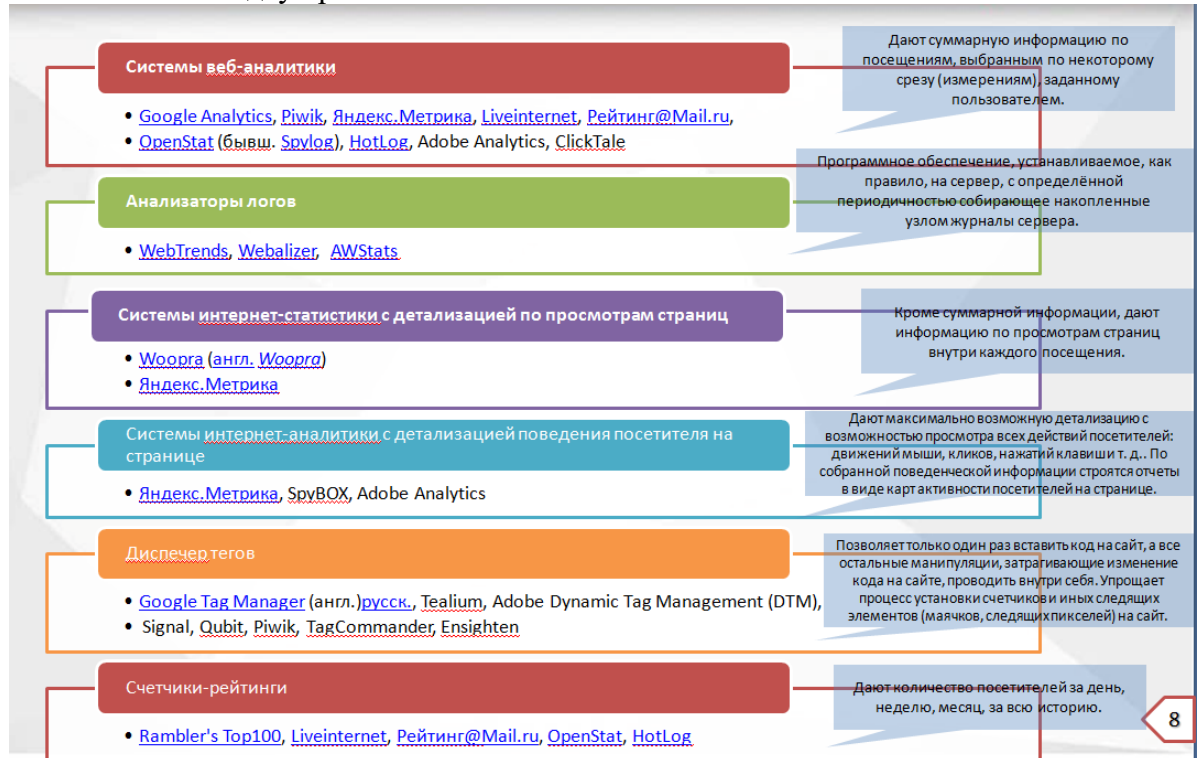 Системы веб-аналитики
Дают суммарную информацию по
посещениям, выбранным по некоторому
срезу (измерениям), заданному
пользователем.
• Google Analytics, Piwik, Яндекс.Метрика, Liveinternet, Рейтинг@Mail.ru,
• OpenStat (бывш. Spylog), HotLog, Adobe Analytics, ClickTale
Анализаторы логов
Программное обеспечение, устанавливаемое, как
правило, на сервер, с определённой
периодичностью собирающее накопленные
узлом журналы сервера.
• WebTrends, Webalizer, AWStats
Системы интернет-статистики с детализацией по просмотрам страниц
Кроме суммарной информации, дают
информацию по просмотрам страниц
внутри каждого посещения.
• Woopra (англ. Woopra)
• Яндекс.Метрика
Системы интернет-аналитики с детализацией поведения посетителя на
странице
Дают максимально возможную детализацию с
возможностью просмотра всех действий посетителей:
движений мыши, кликов, нажатий клавиш и т. д.. По
собранной поведенческой информации строятся отчеты
в виде карт активности посетителей на странице.
• Яндекс.Метрика, SpyBOX, Adobe Analytics
Диспечер тегов
Позволяет только один раз вставить код на сайт, а все
остальные манипуляции, затрагивающие изменение
кода на сайте, проводить внутри себя. Упрощает
процесс установки счетчиков и иных следящих
элементов (маячков, следящих пикселей) на сайт.
• Google Tag Manager (англ.)русск., Tealium, Adobe Dynamic Tag Management (DTM),
• Signal, Qubit, Piwik, TagCommander, Ensighten
Счетчики-рейтинги
Дают количество посетителей за день,
неделю, месяц, за всю историю.
8
• Rambler's Top100, Liveinternet, Рейтинг@Mail.ru, OpenStat, HotLog